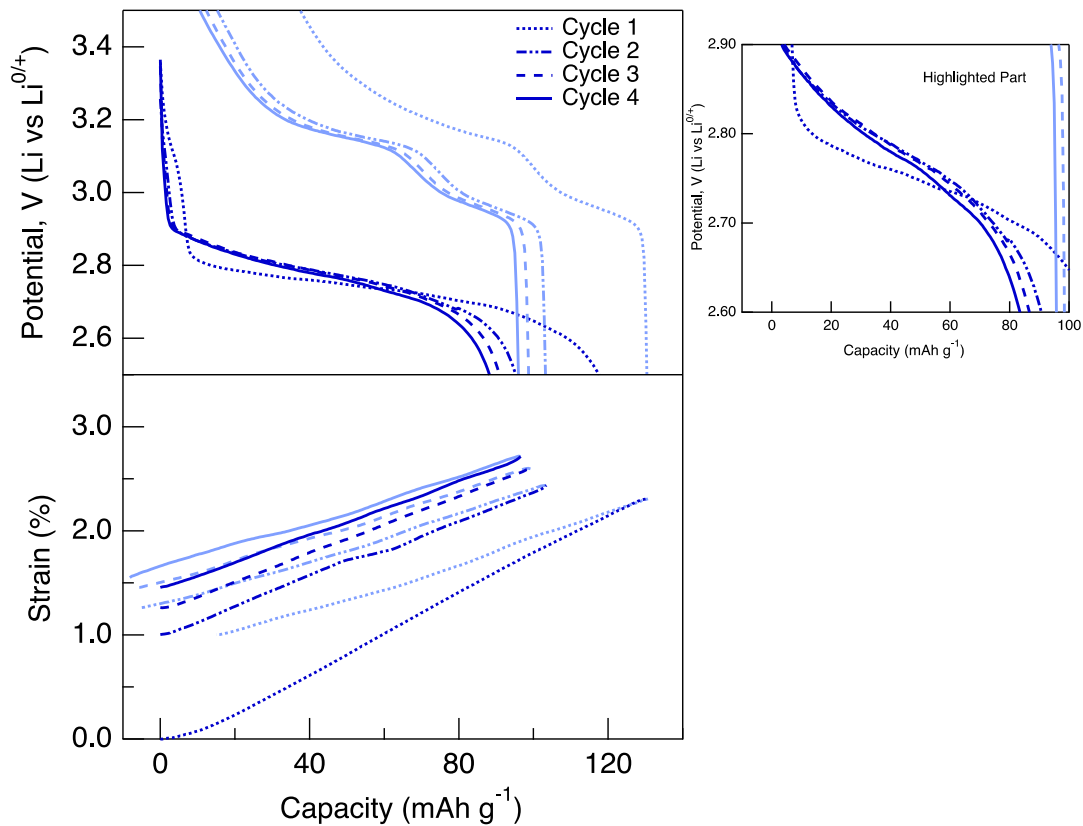 3.4
3.2
3.0
2.8
2.6
Potential, V (Li vs Li0/+)
Cycle 1
Cycle 2
Cycle 3
Cycle 4
3.0
2.0
1.0
0.0
Strain (%)
0
40
80
120
Capacity (mAh g-1)
2.90
2.80
2.70
2.60
Potential, V (Li vs Li0/+)
Highlighted Part
0
20
40
60
80
100
Capacity (mAh g-1)